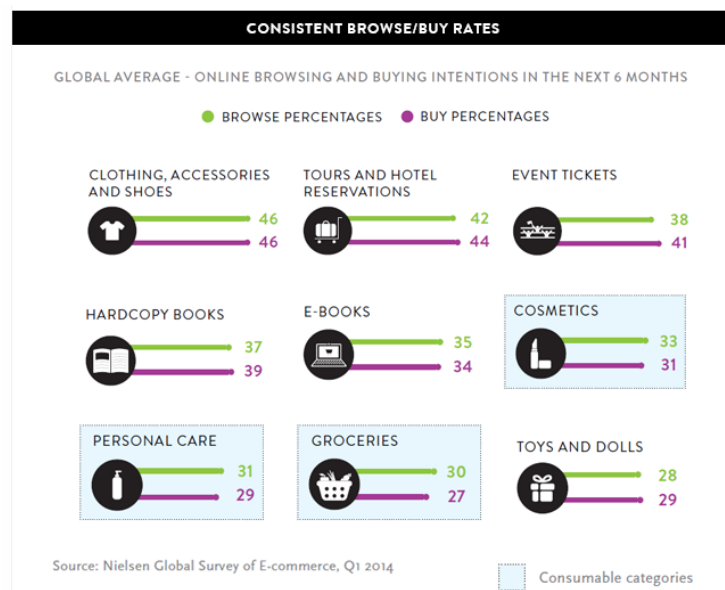 CONSISTENT BROWSE/BUY RATES
GLOBAL AVERAGE - ONLINE BROWSING AND BUYING INTENTIONS IN THE NEXT 6 MONTHS
BROWSE PERCENTAGES BUY PERCENTAGES
CLOTHING, ACCESSORIES
AND SHOES
46
46
TOURS AND HOTEL
RESERVATIONS
42
44
EVENT TICKETS
38
41
HARDCOPY BOOKS
37
39
E-BOOKS
35
34
COSMETICS
33
31
PERSONAL CARE
31
29
GROCERIES
30
27
TOYS AND DOLLS
28
29
Source: Nielsen Global Survey of E-commerce, Q1 2014
Consumable categories